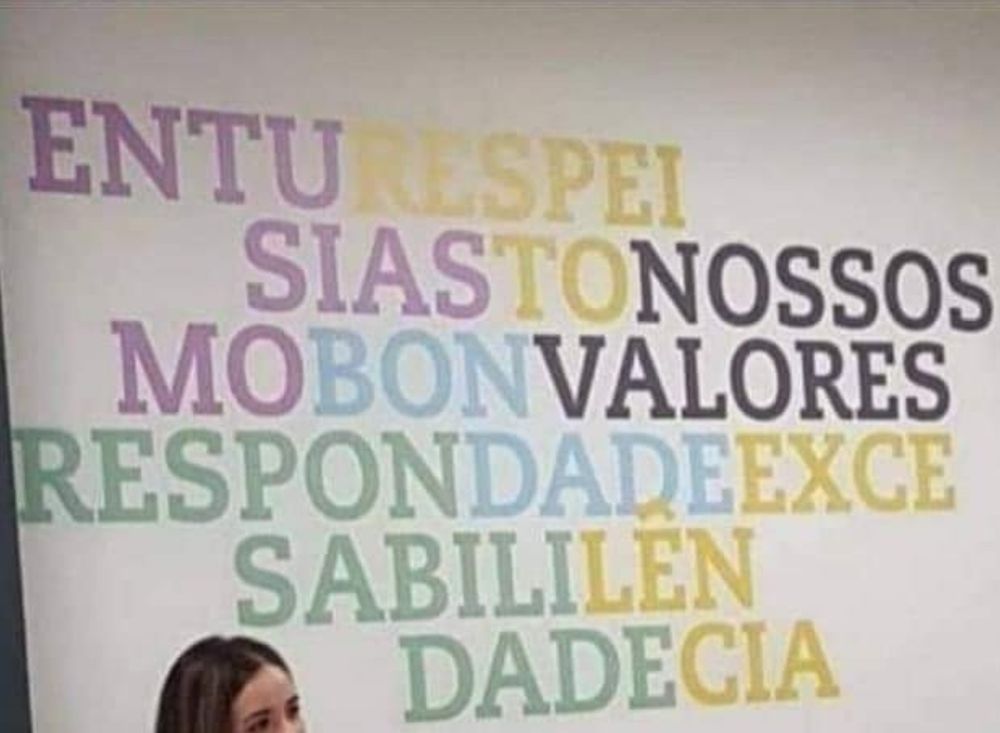 ENTURESPEI
SIASTONOSSOS
MOBONVALORES
RESPONDADEEXCE
SABILILÊN
DADECIA